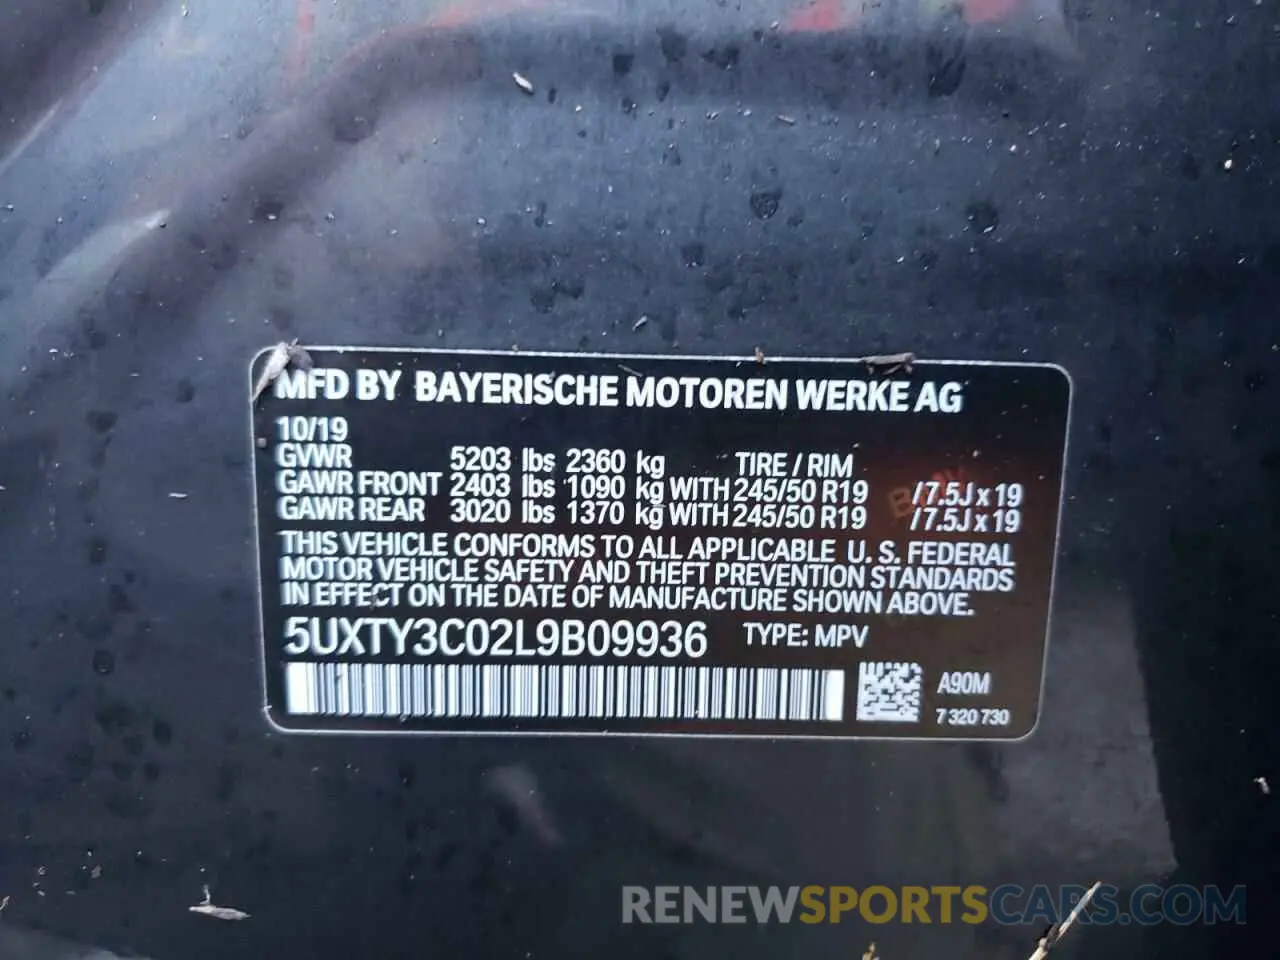 MFD BY BAYERISCHE MOTOREN WERKE AG
10/19
GVWR 5203 lbs 2360 kg TIRE / RIM
GAWR FRONT 2403 lbs 1090 kg WITH 245/50 R19 / 7.5J x 19
GAWR REAR 3020 lbs 1370 kg WITH 245/50 R19 / 7.5J x 19
THIS VEHICLE CONFORMS TO ALL APPLICABLE U. S. FEDERAL
MOTOR VEHICLE SAFETY AND THEFT PREVENTION STANDARDS
IN EFFECT ON THE DATE OF MANUFACTURE SHOWN ABOVE.
5UXTY3C02L9B09936 TYPE: MPV
A90M
7 320 730
RENEWSPORTSCARS.COM